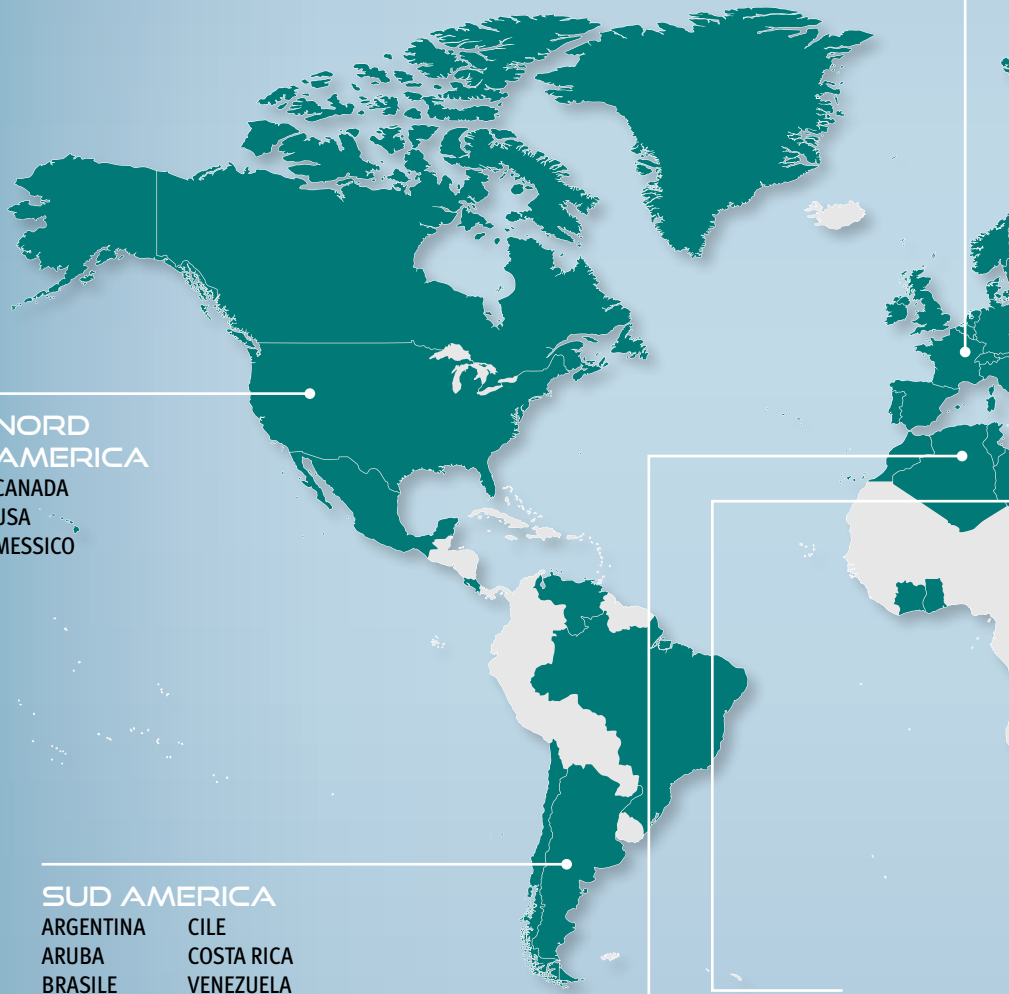 NORD
AMERICA
CANADA
USA
MESSICO
SUD AMERICA
ARGENTINA CILE
ARUBA COSTA RICA
BRASILE VENEZUELA